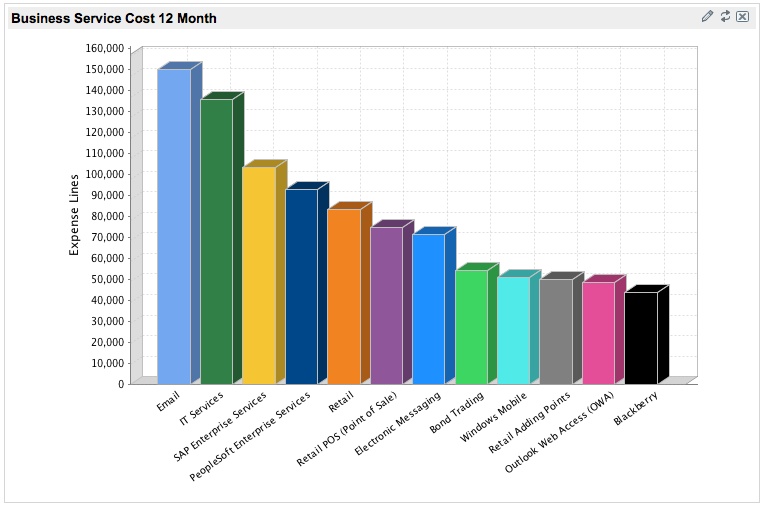 Business Service Cost 12 Month
160,000
150,000
140,000
130,000
120,000
110,000
100,000
90,000
80,000
70,000
60,000
50,000
40,000
30,000
20,000
10,000
0
Expense Lines
Email
IT Services
SAP Enterprise Services
PeopleSoft Enterprise Services
Retail
Retail POS (Point of Sale)
Electronic Messaging
Bond Trading
Windows Mobile
Retail Adding Points
Outlook Web Access (OWA)
Blackberry